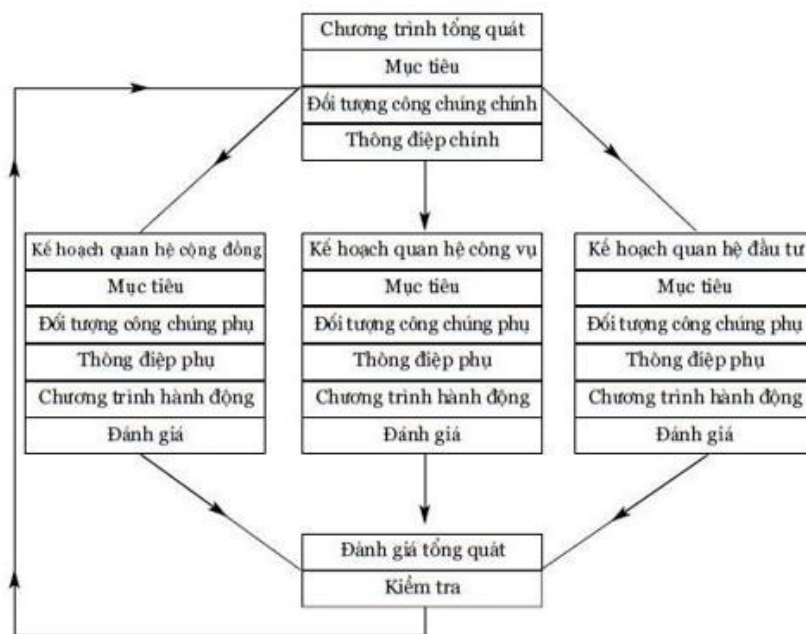 Chương trình tổng quát
Mục tiêu
Đối tượng công chúng chính
Thông điệp chính
Kế hoạch quan hệ cộng đồng
Mục tiêu
Đối tượng công chúng phụ
Thông điệp phụ
Chương trình hành động
Đánh giá
Kế hoạch quan hệ công vụ
Mục tiêu
Đối tượng công chúng phụ
Thông điệp phụ
Chương trình hành động
Đánh giá
Kế hoạch quan hệ đầu tư
Mục tiêu
Đối tượng công chúng phụ
Thông điệp phụ
Chương trình hành động
Đánh giá
Đánh giá tổng quát
Kiểm tra